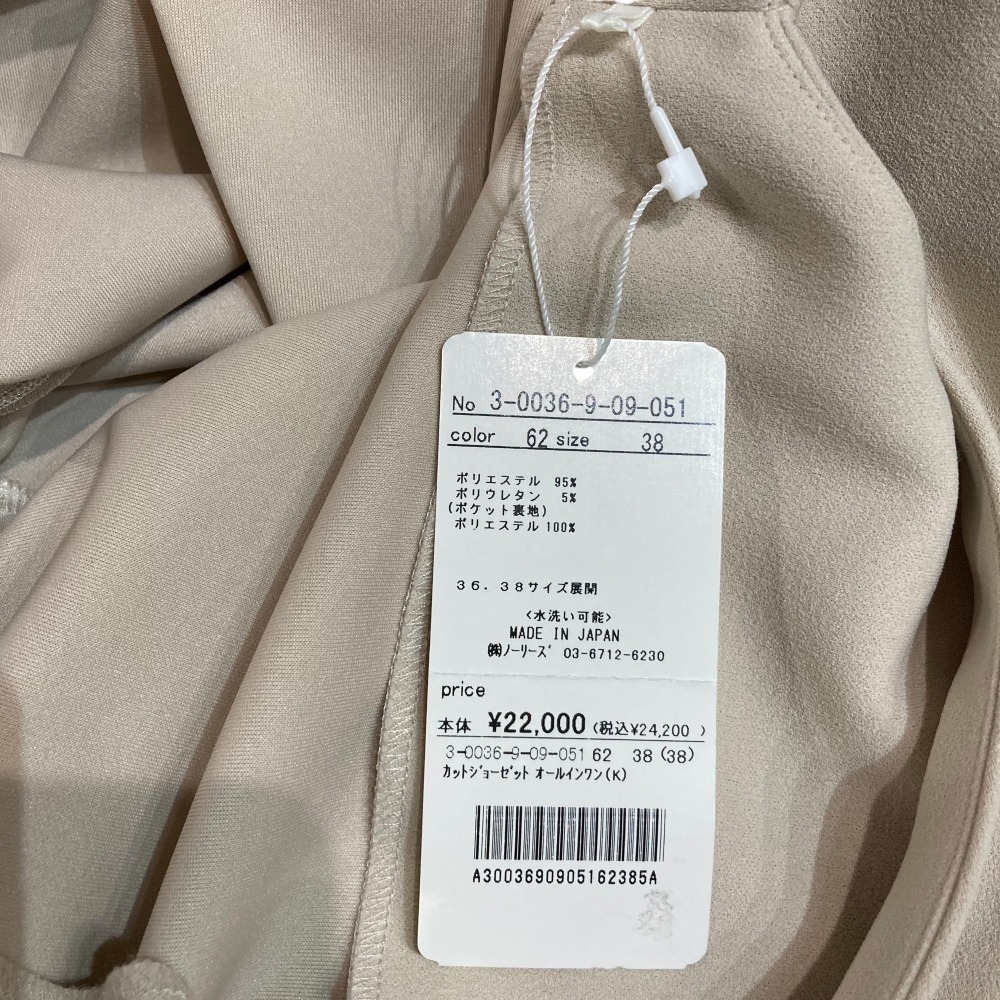 No 3-0036-9-09-051
color 62 size 38
ポリエステル 95%
ポリウレタン 5%
(ポケット裏地)
ポリエステル 100%
36．38サイズ展開
<水洗い可能>
MADE IN JAPAN
㈱ノーリーズ 03-6712-6230
price
本体 ¥22,000 (税込¥24,200 )
3-0036-9-09-051 62 38 (38)
ｶｯﾄｼﾞｮｰｾﾞｯﾄ ｵｰﾙｲﾝﾜﾝ(K)
A3003690905162385A